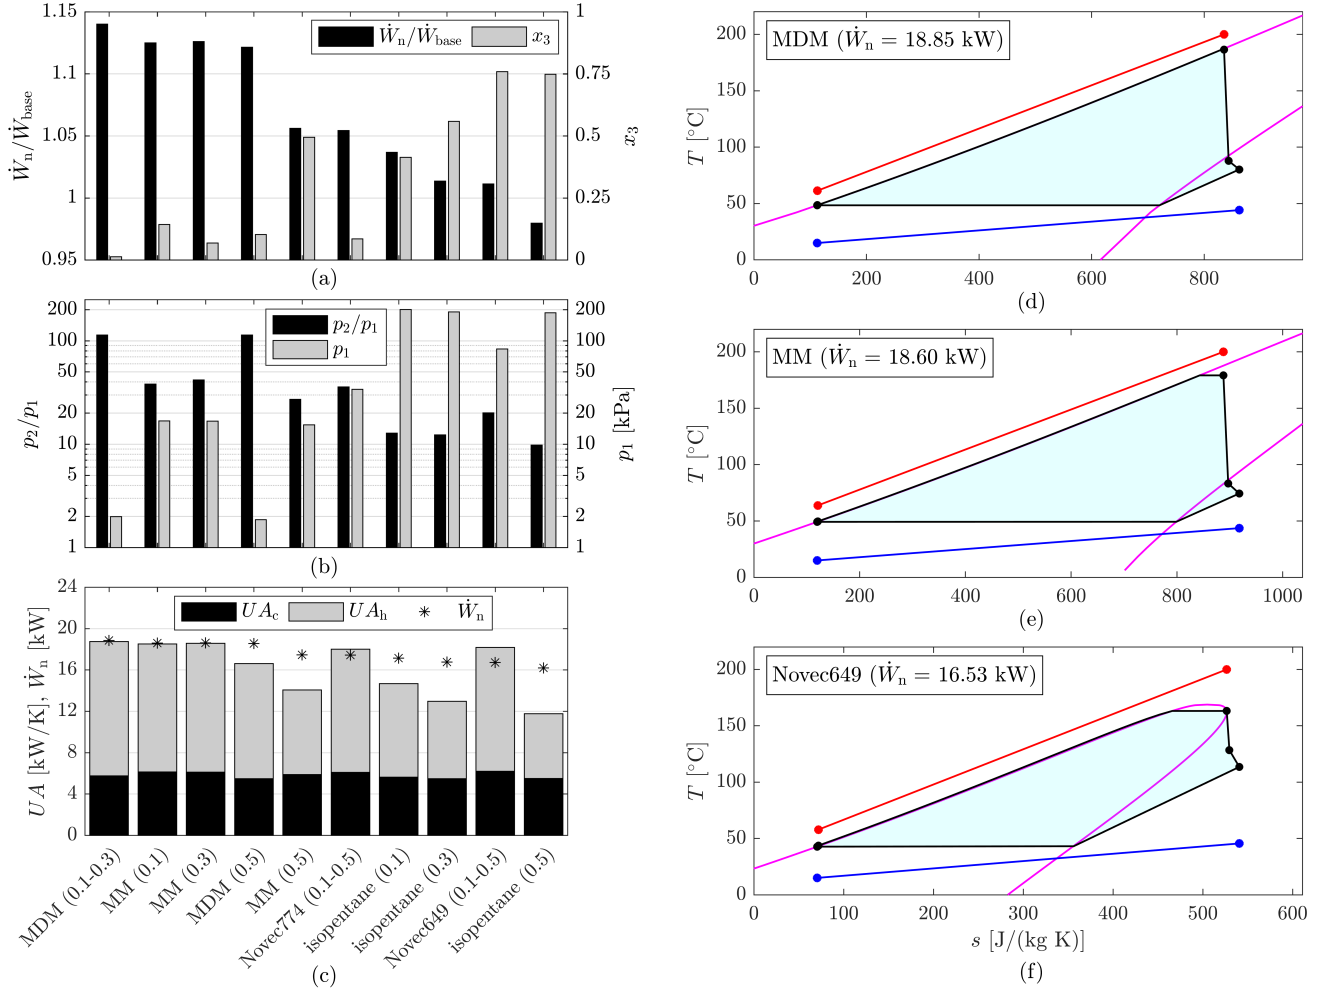 1.15
1.1
1.05
1
0.95
Ẇn/Ẇbase
Ẇn/Ẇbase x3
1
0.75
0.5
0.25
0
x3
(a)
200
100
50
20
10
5
2
1
p2/p1
p2/p1
p1
200
100
50
20
10
5
2
1
p1 [kPa]
(b)
24
20
16
12
8
4
0
UA [kW/K], Ẇn [kW]
UAc UAh Ẇn
MDM (0.1-0.3)
MM (0.1)
MM (0.3)
MDM (0.5)
MM (0.5)
Novec774 (0.1-0.5)
isopentane (0.1)
isopentane (0.3)
Novec649 (0.1-0.5)
isopentane (0.5)
(c)
MDM (Ẇn = 18.85 kW)
200
150
100
50
0
T [°C]
0 200 400 600 800
(d)
MM (Ẇn = 18.60 kW)
200
150
100
50
0
T [°C]
0 200 400 600 800 1000
(e)
Novec649 (Ẇn = 16.53 kW)
200
150
100
50
0
T [°C]
0 100 200 300 400 500 600
s [J/(kg K)]
(f)